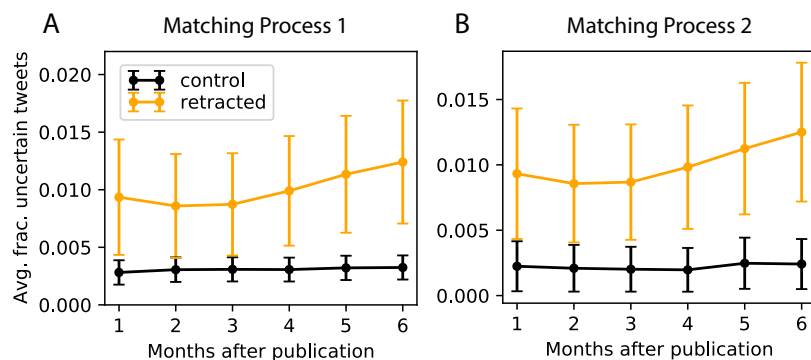 A
Matching Process 1
Avg. frac. uncertain tweets
0.020
0.015
0.010
0.005
0.000
control
retracted
1 2 3 4 5 6
Months after publication
B
Matching Process 2
0.015
0.010
0.005
0.000
1 2 3 4 5 6
Months after publication